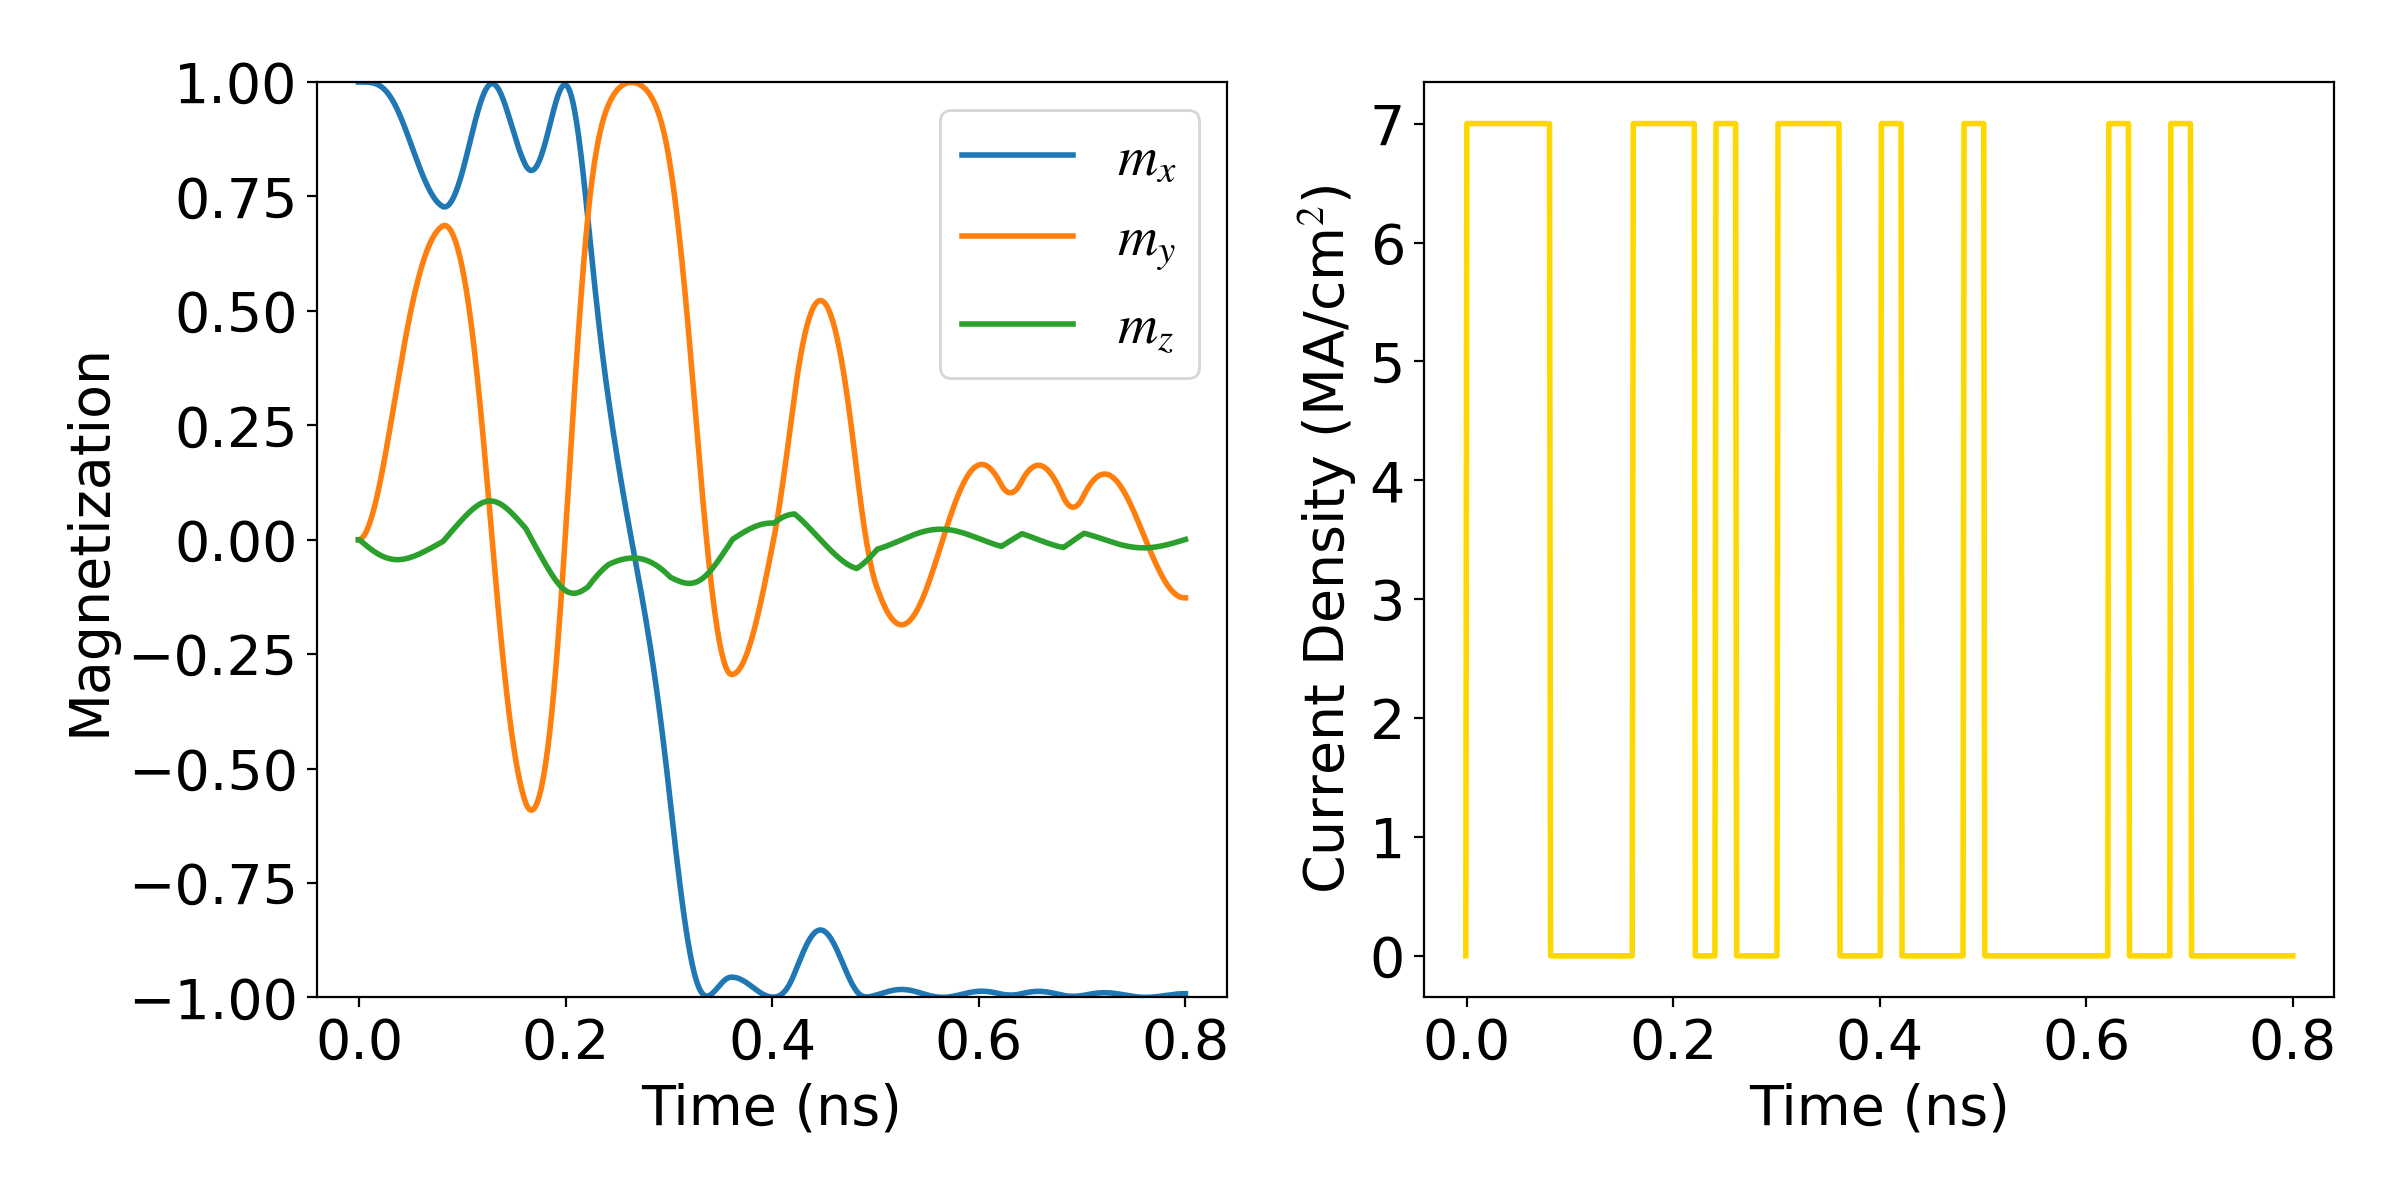 Magnetization
1.00
0.75
0.50
0.25
0.00
−0.25
−0.50
−0.75
−1.00
0.0 0.2 0.4 0.6 0.8
Time (ns)
mₓ
m_y
m_z
Current Density (MA/cm²)
7
6
5
4
3
2
1
0
0.0 0.2 0.4 0.6 0.8
Time (ns)